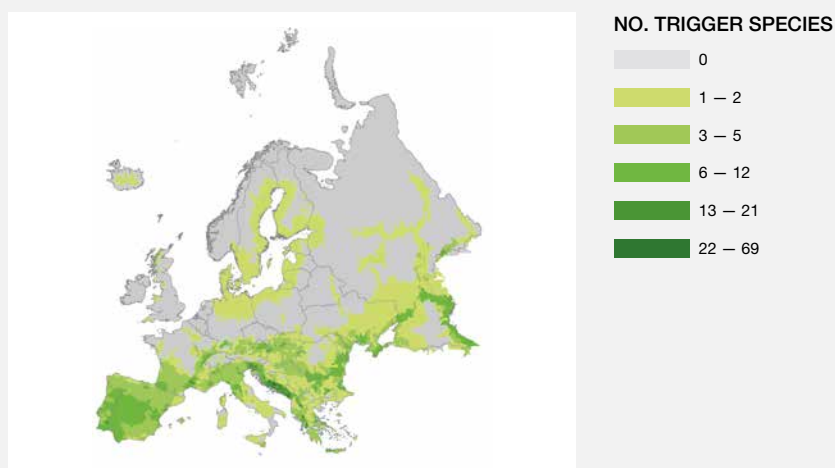 NO. TRIGGER SPECIES
0
1 — 2
3 — 5
6 — 12
13 — 21
22 — 69